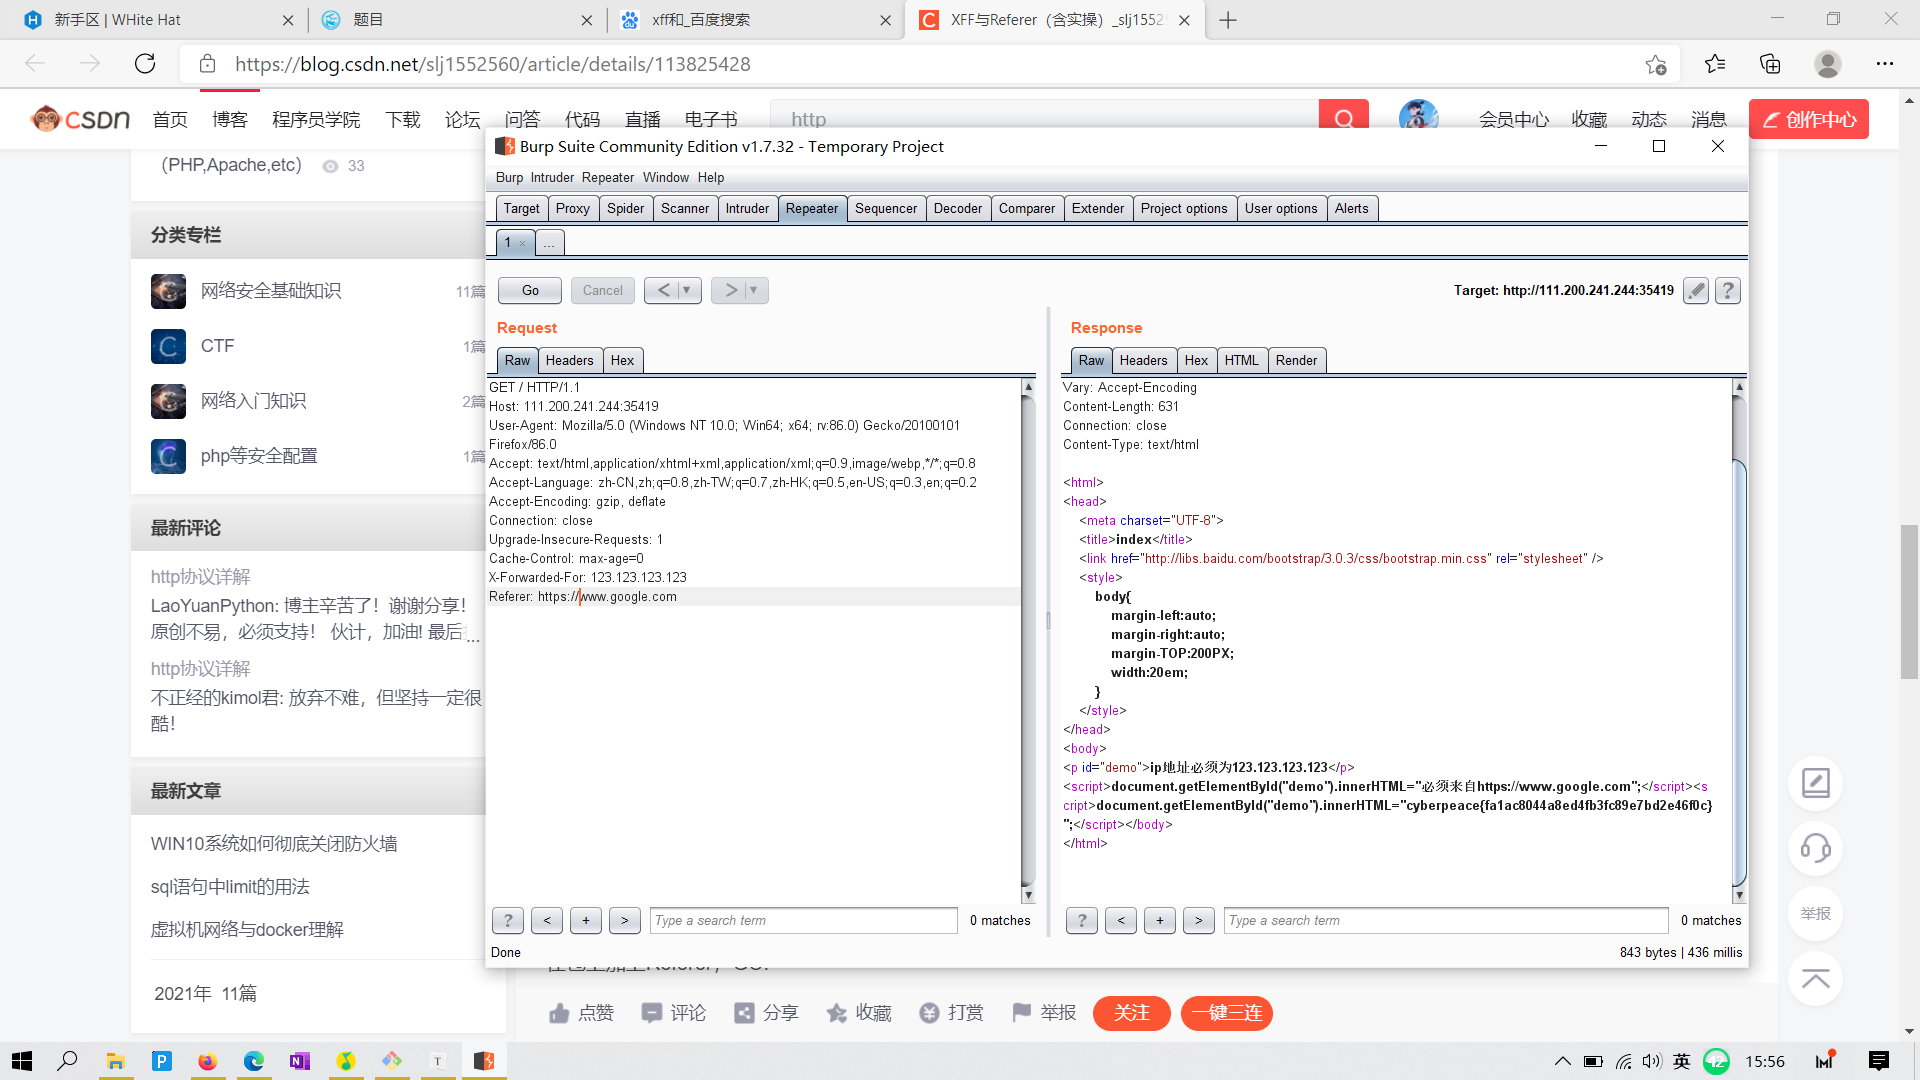 新手区 | WHite Hat
题目
xff和_百度搜索
XFF与Referer（含实操）_slj1552
https://blog.csdn.net/slj1552560/article/details/113825428
CSDN 首页 博客 程序员学院 下载 论坛 问答 代码 直播 电子书 http 会员中心 收藏 动态 消息 创作中心
（PHP,Apache,etc） 33
分类专栏
网络安全基础知识 11篇
CTF 1篇
网络入门知识 2篇
php等安全配置 1篇
最新评论
http协议详解
LaoYuanPython: 博主辛苦了！谢谢分享！
原创不易，必须支持！ 伙计，加油! 最后...
http协议详解
不正经的kimol君: 放弃不难，但坚持一定很
酷！
最新文章
WIN10系统如何彻底关闭防火墙
sql语句中limit的用法
虚拟机网络与docker理解
2021年 11篇
Burp Suite Community Edition v1.7.32 - Temporary Project
Burp Intruder Repeater Window Help
Target Proxy Spider Scanner Intruder Repeater Sequencer Decoder Comparer Extender Project options User options Alerts
1 × ...
Go Cancel < ▼ > ▼ Target: http://111.200.241.244:35419 ?
Request
Raw Headers Hex
GET / HTTP/1.1
Host: 111.200.241.244:35419
User-Agent: Mozilla/5.0 (Windows NT 10.0; Win64; x64; rv:86.0) Gecko/20100101
Firefox/86.0
Accept: text/html,application/xhtml+xml,application/xml;q=0.9,image/webp,*/*;q=0.8
Accept-Language: zh-CN,zh;q=0.8,zh-TW;q=0.7,zh-HK;q=0.5,en-US;q=0.3,en;q=0.2
Accept-Encoding: gzip, deflate
Connection: close
Upgrade-Insecure-Requests: 1
Cache-Control: max-age=0
X-Forwarded-For: 123.123.123.123
Referer: https://www.google.com
? < + > Type a search term 0 matches
Done
Response
Raw Headers Hex HTML Render
Vary: Accept-Encoding
Content-Length: 631
Connection: close
Content-Type: text/html
<html>
<head>
<meta charset="UTF-8">
<title>index</title>
<link href="http://libs.baidu.com/bootstrap/3.0.3/css/bootstrap.min.css" rel="stylesheet" />
<style>
body{
margin-left:auto;
margin-right:auto;
margin-TOP:200PX;
width:20em;
}
</style>
</head>
<body>
<p id="demo">ip地址必须为123.123.123.123</p>
<script>document.getElementById("demo").innerHTML="必须来自https://www.google.com";</script><s
cript>document.getElementById("demo").innerHTML="cyberpeace{fa1ac8044a8ed4fb3fc89e7bd2e46f0c}
";</script></body>
</html>
? < + > Type a search term 0 matches
843 bytes | 436 millis
点赞 评论 分享 收藏 打赏 举报 关注 一键三连
举报
英 42 15:56